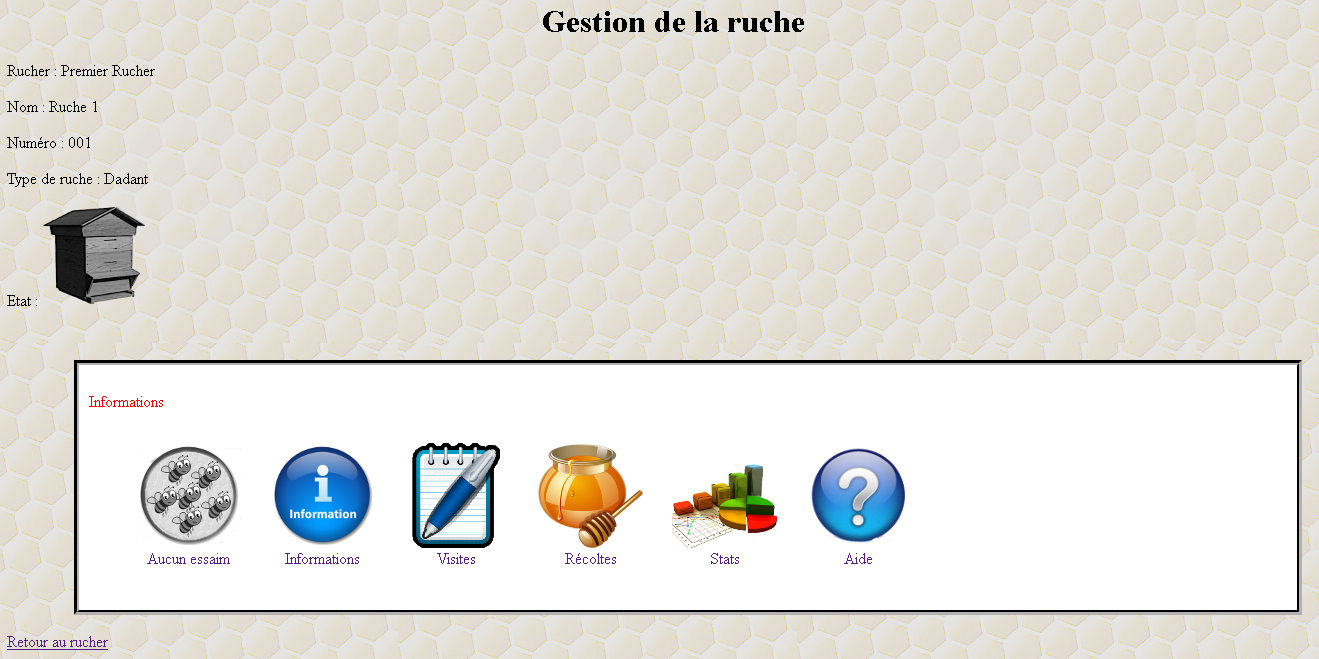 Gestion de la ruche
Rucher : Premier Rucher
Nom : Ruche 1
Numéro : 001
Type de ruche : Dadant
Etat :
Informations
Information
Aucun essaim Informations Visites Récoltes Stats Aide
Retour au rucher